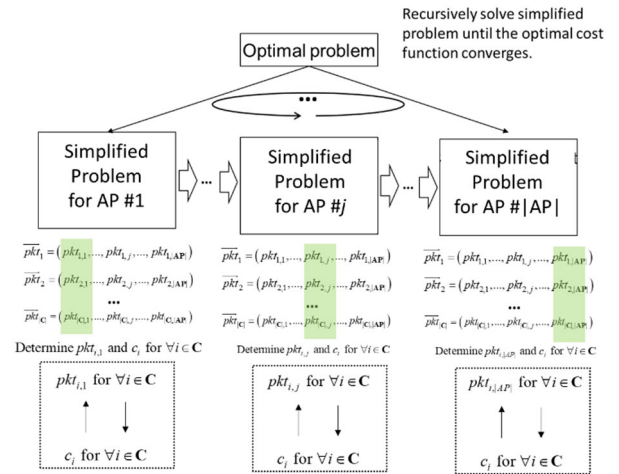 Recursively solve simplified
problem until the optimal cost
function converges.
Optimal problem
...
Simplified
Problem
for AP #1
...
Simplified
Problem
for AP #j
...
Simplified
Problem
for AP #|AP|
pkt₁ = (pkt₁,₁,..., pkt₁,ⱼ,..., pkt₁,|AP|)
pkt₂ = (pkt₂,₁,..., pkt₂,ⱼ,..., pkt₂,|AP|)
...
pkt|C| = (pkt|C|,₁,..., pkt|C|,ⱼ,..., pkt|C|,|AP|)
Determine pktᵢ,₁ and cᵢ for ∀i∈C
pktᵢ,₁ for ∀i∈C
cᵢ for ∀i∈C
pkt₁ = (pkt₁,₁,..., pkt₁,ⱼ,..., pkt₁,|AP|)
pkt₂ = (pkt₂,₁,..., pkt₂,ⱼ,..., pkt₂,|AP|)
...
pkt|C| = (pkt|C|,₁,..., pkt|C|,ⱼ,..., pkt|C|,|AP|)
Determine pktᵢ,ⱼ and cᵢ for ∀i∈C
pktᵢ,ⱼ for ∀i∈C
cᵢ for ∀i∈C
pkt₁ = (pkt₁,₁,..., pkt₁,ⱼ,..., pkt₁,|AP|)
pkt₂ = (pkt₂,₁,..., pkt₂,ⱼ,..., pkt₂,|AP|)
...
pkt|C| = (pkt|C|,₁,..., pkt|C|,ⱼ,..., pkt|C|,|AP|)
Determine pktᵢ,|AP| and cᵢ for ∀i∈C
pktᵢ,|AP| for ∀i∈C
cᵢ for ∀i∈C